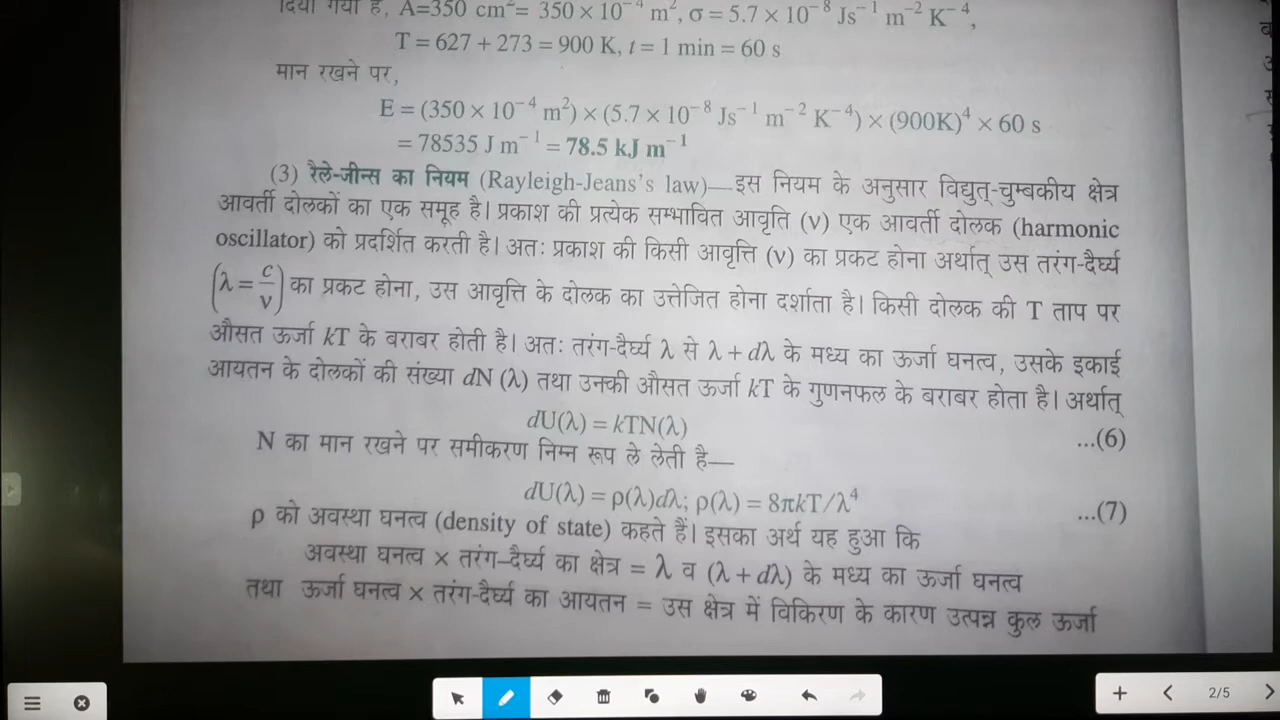 दिया गया है, A=350 cm²= 350 × 10⁻⁴ m², σ = 5.7 × 10⁻⁸ Js⁻¹ m⁻² K⁻⁴,
T = 627 + 273 = 900 K, t = 1 min = 60 s
मान रखने पर,
E = (350 × 10⁻⁴ m²) × (5.7 × 10⁻⁸ Js⁻¹ m⁻² K⁻⁴) × (900K)⁴ × 60 s
= 78535 J m⁻¹ = 78.5 kJ m⁻¹
(3) रैले-जीन्स का नियम (Rayleigh-Jeans's law)—इस नियम के अनुसार विद्युत्-चुम्बकीय क्षेत्र
आवर्ती दोलकों का एक समूह है। प्रकाश की प्रत्येक सम्भावित आवृति (ν) एक आवर्ती दोलक (harmonic
oscillator) को प्रदर्शित करती है। अतः प्रकाश की किसी आवृत्ति (ν) का प्रकट होना अर्थात् उस तरंग-दैर्घ्य
(λ = c/ν) का प्रकट होना, उस आवृत्ति के दोलक का उत्तेजित होना दर्शाता है। किसी दोलक की T ताप पर
औसत ऊर्जा kT के बराबर होती है। अतः तरंग-दैर्घ्य λ से λ + dλ के मध्य का ऊर्जा घनत्व, उसके इकाई
आयतन के दोलकों की संख्या dN (λ) तथा उनकी औसत ऊर्जा kT के गुणनफल के बराबर होता है। अर्थात्
dU(λ) = kTN(λ) ...(6)
N का मान रखने पर समीकरण निम्न रूप ले लेती है—
dU(λ) = ρ(λ)dλ; ρ(λ) = 8πkT/λ⁴ ...(7)
ρ को अवस्था घनत्व (density of state) कहते हैं। इसका अर्थ यह हुआ कि
अवस्था घनत्व × तरंग-दैर्घ्य का क्षेत्र = λ व (λ + dλ) के मध्य का ऊर्जा घनत्व
तथा ऊर्जा घनत्व × तरंग-दैर्घ्य का आयतन = उस क्षेत्र में विकिरण के कारण उत्पन्न कुल ऊर्जा
2/5